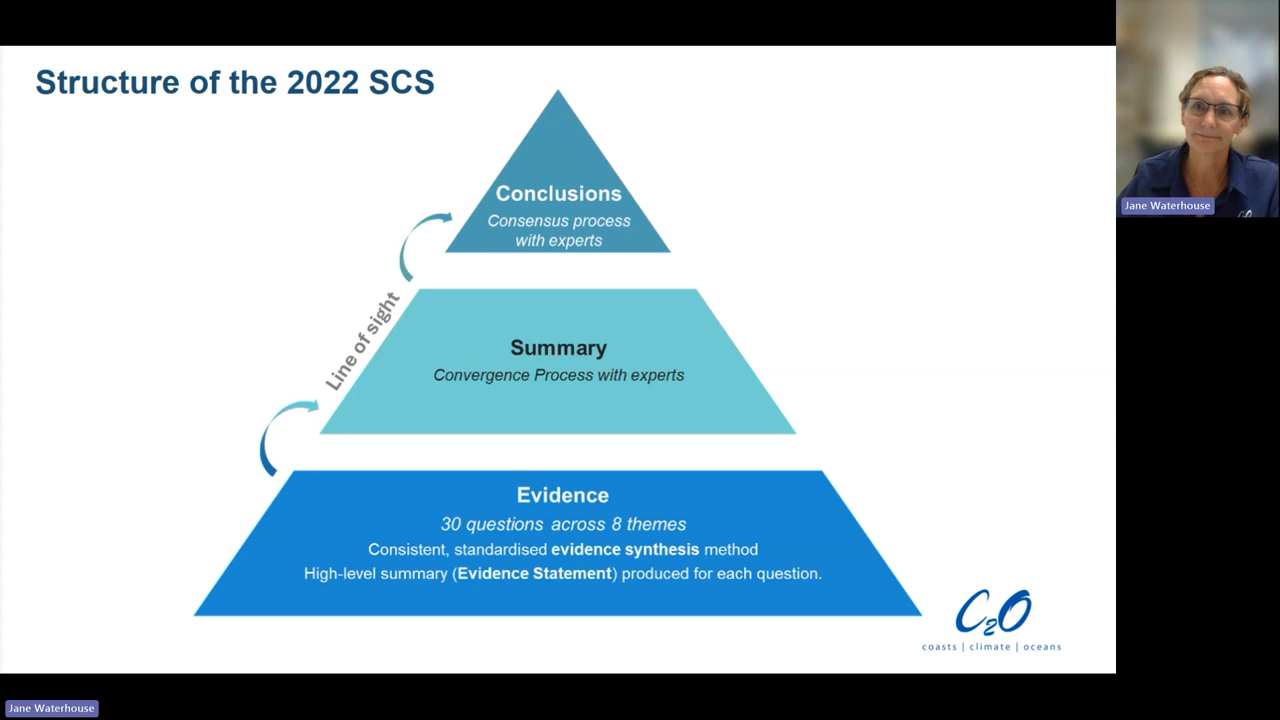 Structure of the 2022 SCS
Conclusions
Consensus process
with experts
Line of sight
Summary
Convergence Process with experts
Evidence
30 questions across 8 themes
Consistent, standardised evidence synthesis method
High-level summary (Evidence Statement) produced for each question.
C2O
coasts | climate | oceans
Jane Waterhouse
Jane Waterhouse